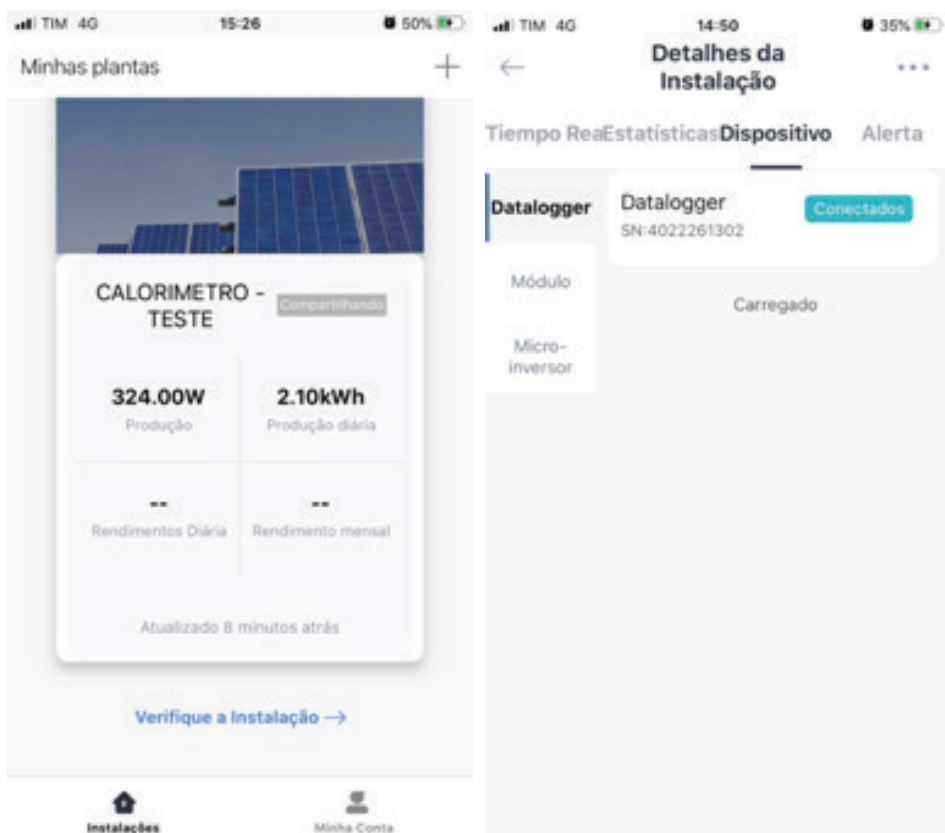 TIM 4G 15:26 50%
Minhas plantas +
CALORIMETRO -
TESTE
Compartilhando
324.00W 2.10kWh
Produção Produção diária
-- --
Rendimentos Diária Rendimento mensal
Atualizado 8 minutos atrás
Verifique a Instalação →
Instalações Minha Conta
TIM 4G 14:50 35%
← Detalhes da ...
Instalação
Tiempo Rea Estatísticas Dispositivo Alerta
Datalogger
Módulo
Micro-
inversor
Datalogger Conectados
SN:4022261302
Carregado